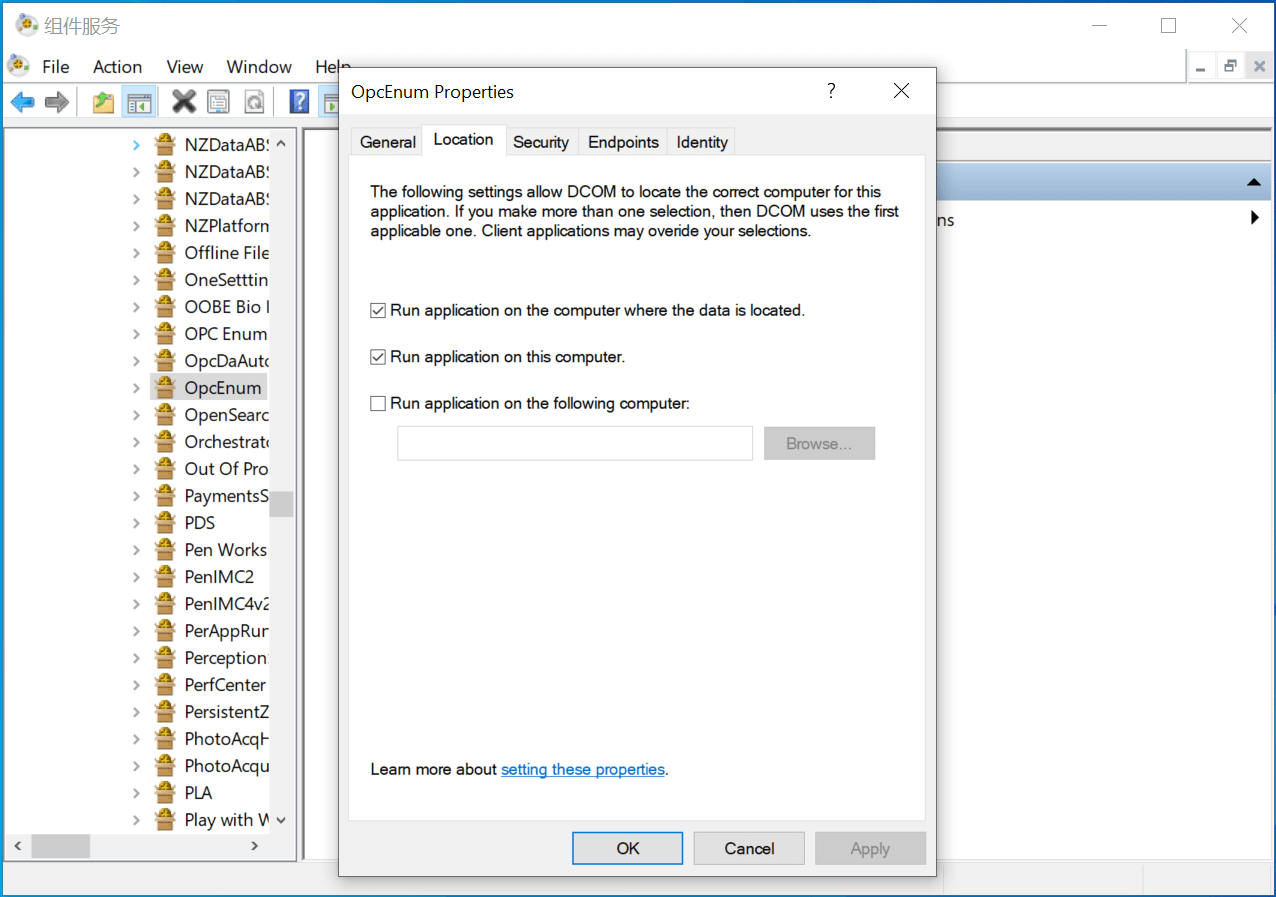 组件服务
File Action View Window Help
OpcEnum Properties
General Location Security Endpoints Identity
The following settings allow DCOM to locate the correct computer for this
application. If you make more than one selection, then DCOM uses the first
applicable one. Client applications may overide your selections.
Run application on the computer where the data is located.
Run application on this computer.
Run application on the following computer:
Browse...
Learn more about setting these properties.
OK Cancel Apply
NZDataABS
NZDataABS
NZDataABS
NZPlatform
Offline File
OneSetttin
OOBE Bio
OPC Enum
OpcDaAuto
OpcEnum
OpenSearc
Orchestrato
Out Of Pro
PaymentsS
PDS
Pen Works
PenIMC2
PenIMC4v2
PerAppRun
Perception
PerfCenter
PersistentZ
PhotoAcqH
PhotoAcqu
PLA
Play with W
ns